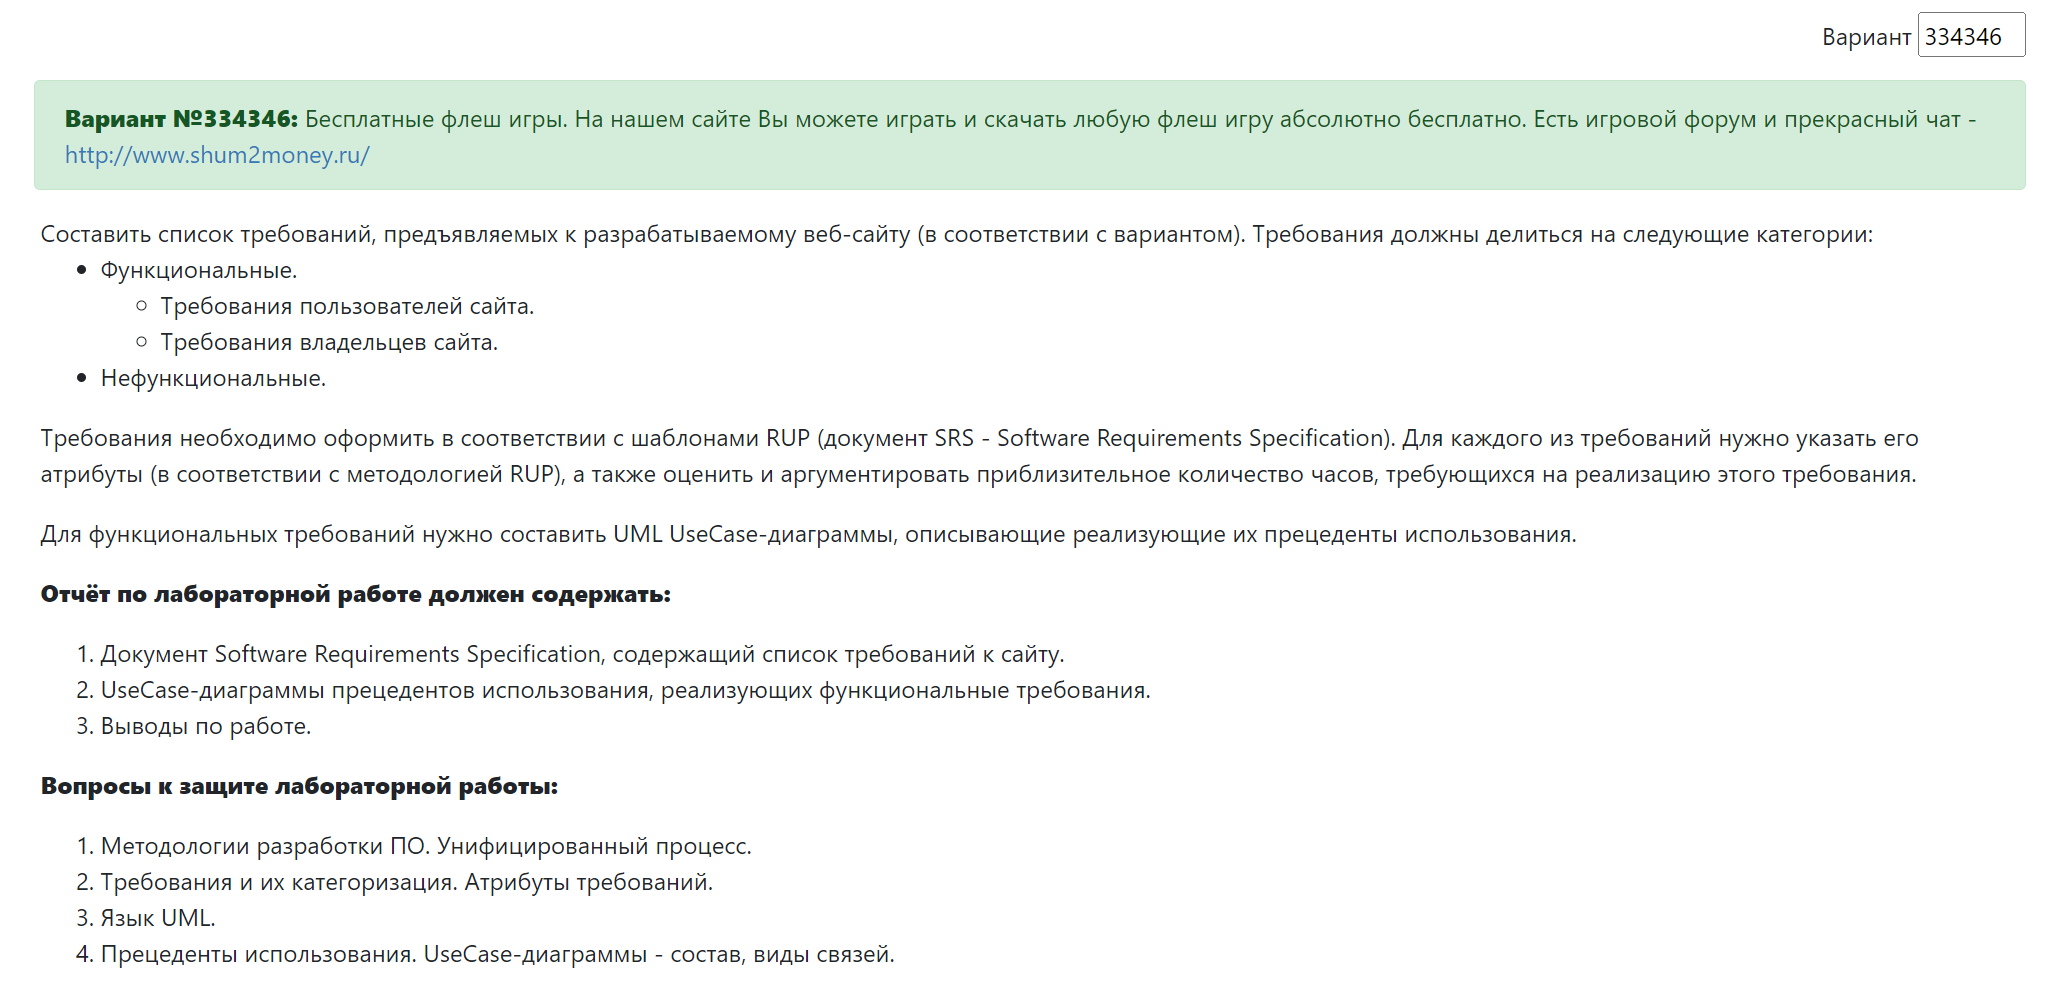 Вариант 334346
Вариант №334346: Бесплатные флеш игры. На нашем сайте Вы можете играть и скачать любую флеш игру абсолютно бесплатно. Есть игровой форум и прекрасный чат -
http://www.shum2money.ru/
Составить список требований, предъявляемых к разрабатываемому веб-сайту (в соответствии с вариантом). Требования должны делиться на следующие категории:
• Функциональные.
◦ Требования пользователей сайта.
◦ Требования владельцев сайта.
• Нефункциональные.
Требования необходимо оформить в соответствии с шаблонами RUP (документ SRS - Software Requirements Specification). Для каждого из требований нужно указать его
атрибуты (в соответствии с методологией RUP), а также оценить и аргументировать приблизительное количество часов, требующихся на реализацию этого требования.
Для функциональных требований нужно составить UML UseCase-диаграммы, описывающие реализующие их прецеденты использования.
Отчёт по лабораторной работе должен содержать:
1. Документ Software Requirements Specification, содержащий список требований к сайту.
2. UseCase-диаграммы прецедентов использования, реализующих функциональные требования.
3. Выводы по работе.
Вопросы к защите лабораторной работы:
1. Методологии разработки ПО. Унифицированный процесс.
2. Требования и их категоризация. Атрибуты требований.
3. Язык UML.
4. Прецеденты использования. UseCase-диаграммы - состав, виды связей.